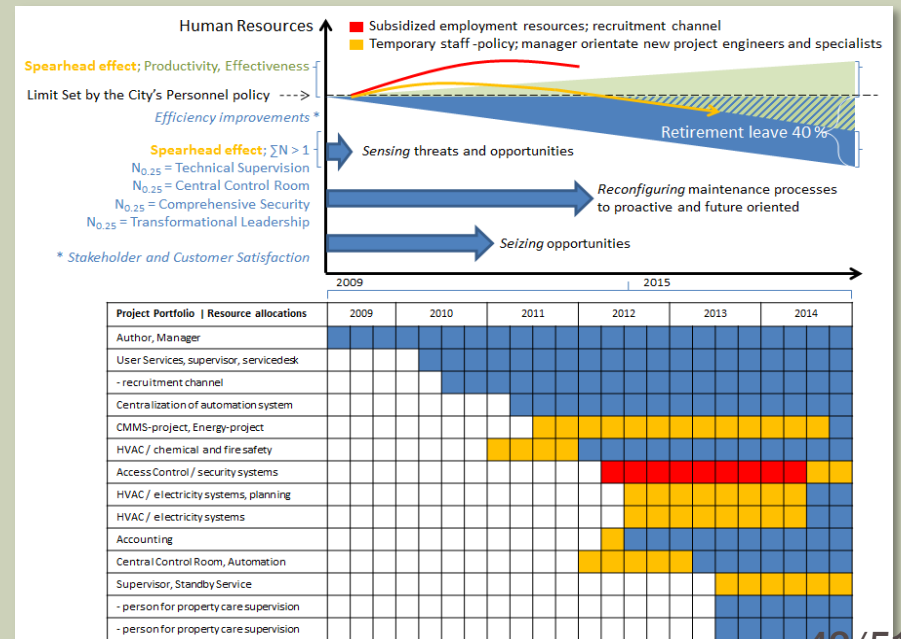 Human Resources
Subsidized employment resources; recruitment channel
Temporary staff -policy; manager orientate new project engineers and specialists
Spearhead effect; Productivity, Effectiveness
Limit Set by the City's Personnel policy --->
Efficiency improvements *
Retirement leave 40 %
Spearhead effect; ∑N > 1
Sensing threats and opportunities
N0.25 = Technical Supervision
N0.25 = Central Control Room
N0.25 = Comprehensive Security
N0.25 = Transformational Leadership
Reconfiguring maintenance processes
to proactive and future oriented
Seizing opportunities
* Stakeholder and Customer Satisfaction
2009 2015
Project Portfolio | Resource allocations 2009 2010 2011 2012 2013 2014
Author, Manager
User Services, supervisor, servicedesk
- recruitment channel
Centralization of automation system
CMMS-project, Energy-project
HVAC / chemical and fire safety
Access Control / security systems
HVAC / electricity systems, planning
HVAC / electricity systems
Accounting
Central Control Room, Automation
Supervisor, Standby Service
- person for property care supervision
- person for property care supervision